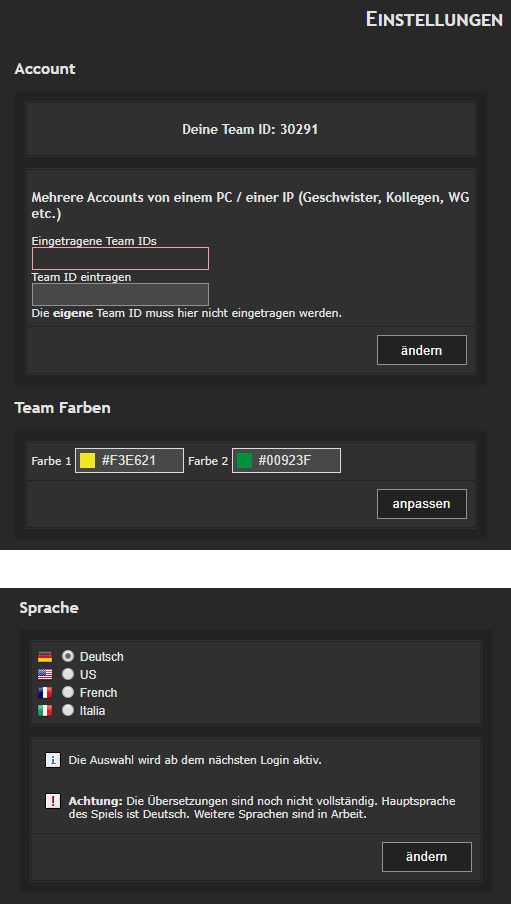 Einstellungen
Account
Deine Team ID: 30291
Mehrere Accounts von einem PC / einer IP (Geschwister, Kollegen, WG
etc.)
Eingetragene Team IDs
Team ID eintragen
Die eigene Team ID muss hier nicht eingetragen werden.
ändern
Team Farben
Farbe 1 #F3E621 Farbe 2 #00923F
anpassen
Sprache
Deutsch
US
French
Italia
i Die Auswahl wird ab dem nächsten Login aktiv.
! Achtung: Die Übersetzungen sind noch nicht vollständig. Hauptsprache
des Spiels ist Deutsch. Weitere Sprachen sind in Arbeit.
ändern